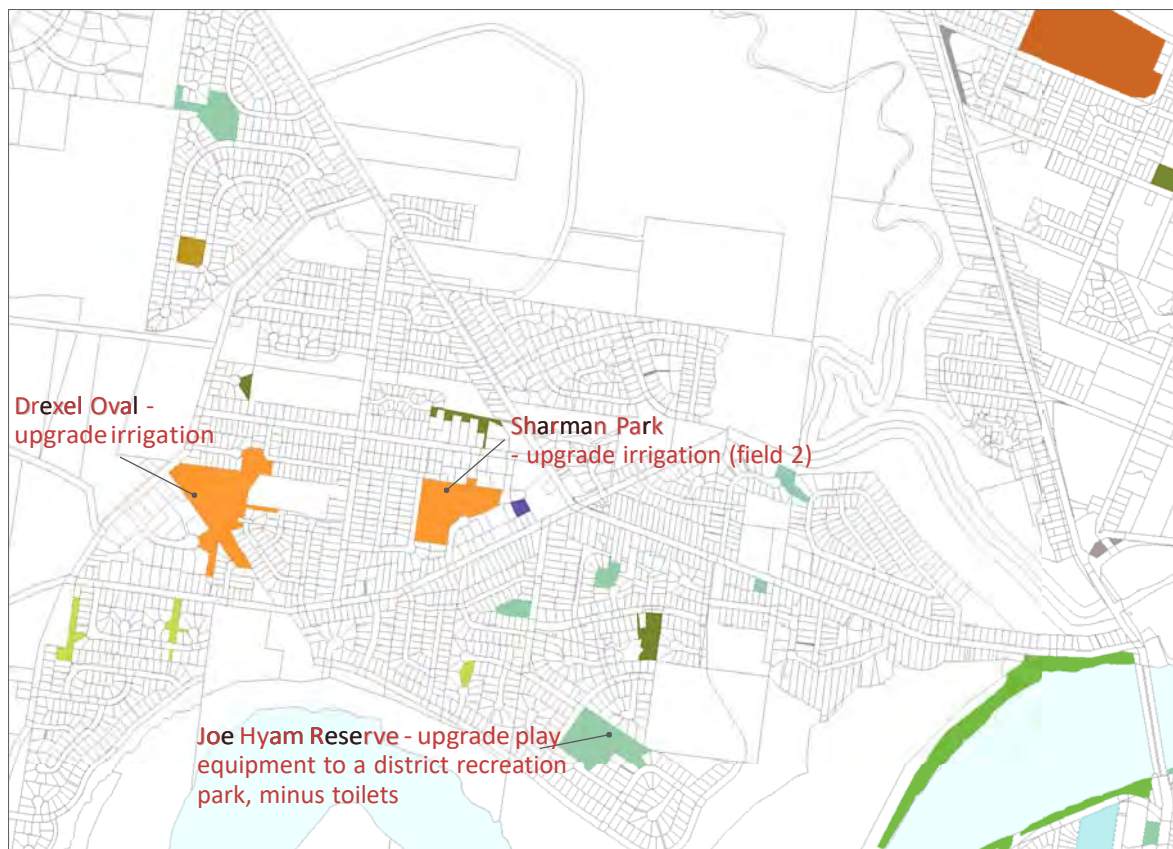 Drexel Oval -
upgrade irrigation
Sharman Park
- upgrade irrigation (field 2)
Joe Hyam Reserve - upgrade play
equipment to a district recreation
park, minus toilets